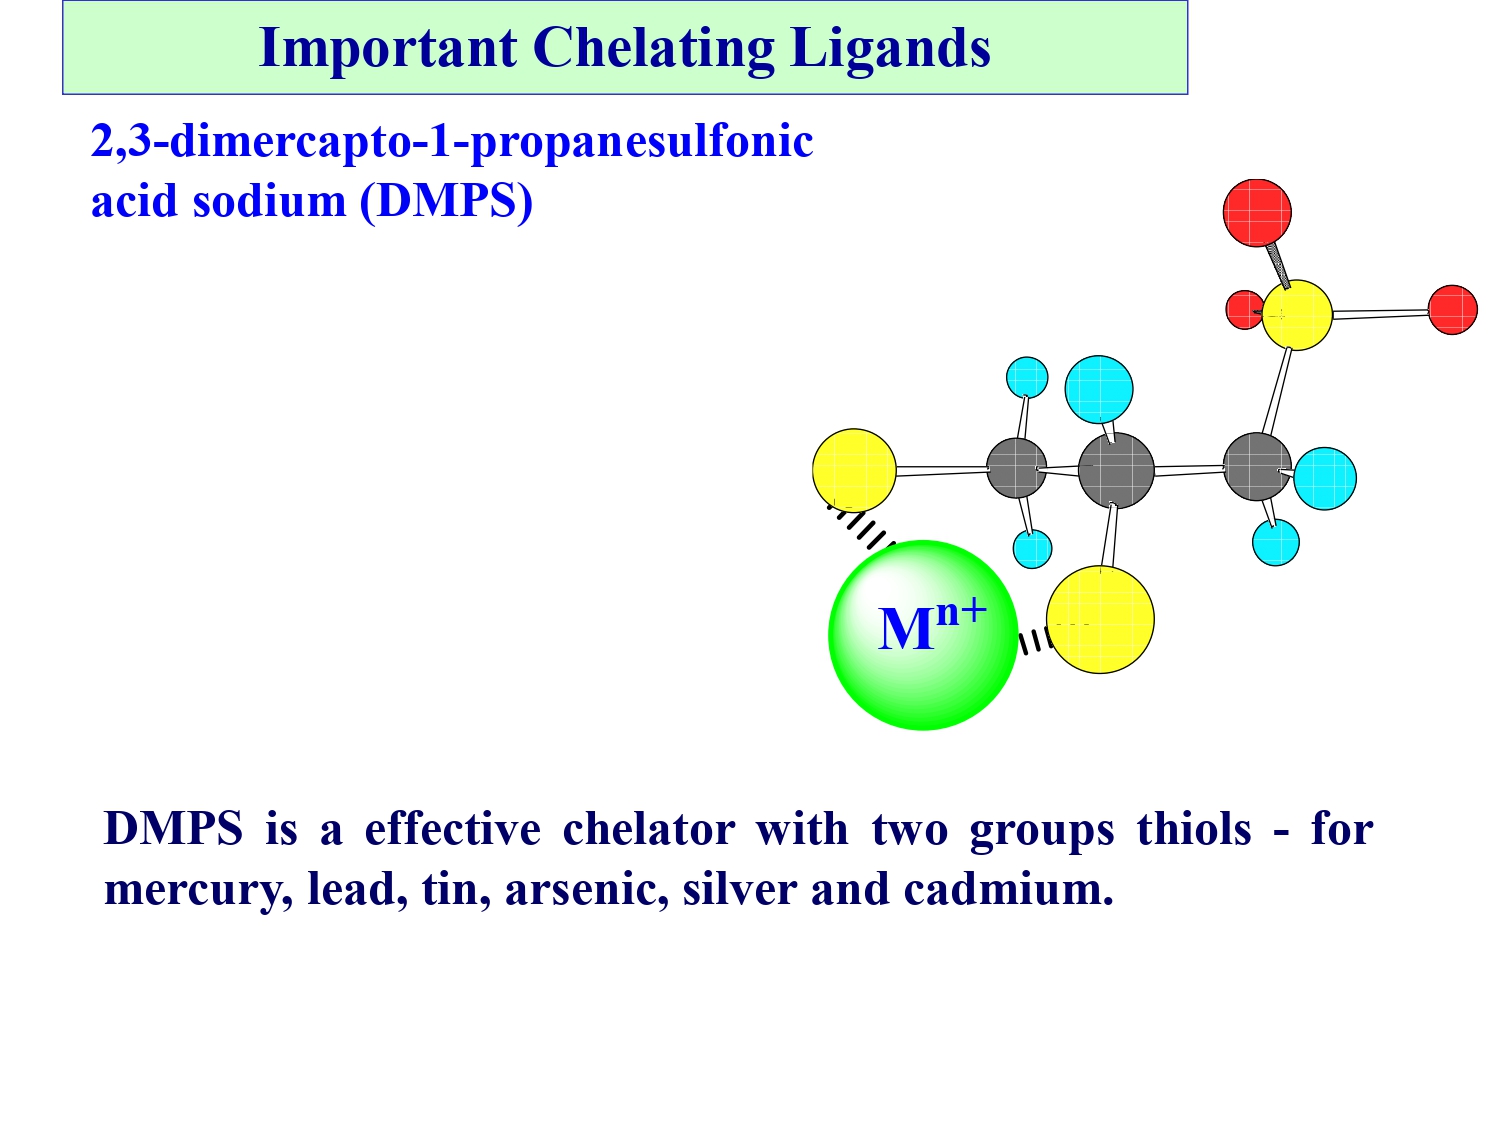 Important Chelating Ligands
2,3-dimercapto-1-propanesulfonic
acid sodium (DMPS)
Mn+
DMPS is a effective chelator with two groups thiols - for
mercury, lead, tin, arsenic, silver and cadmium.